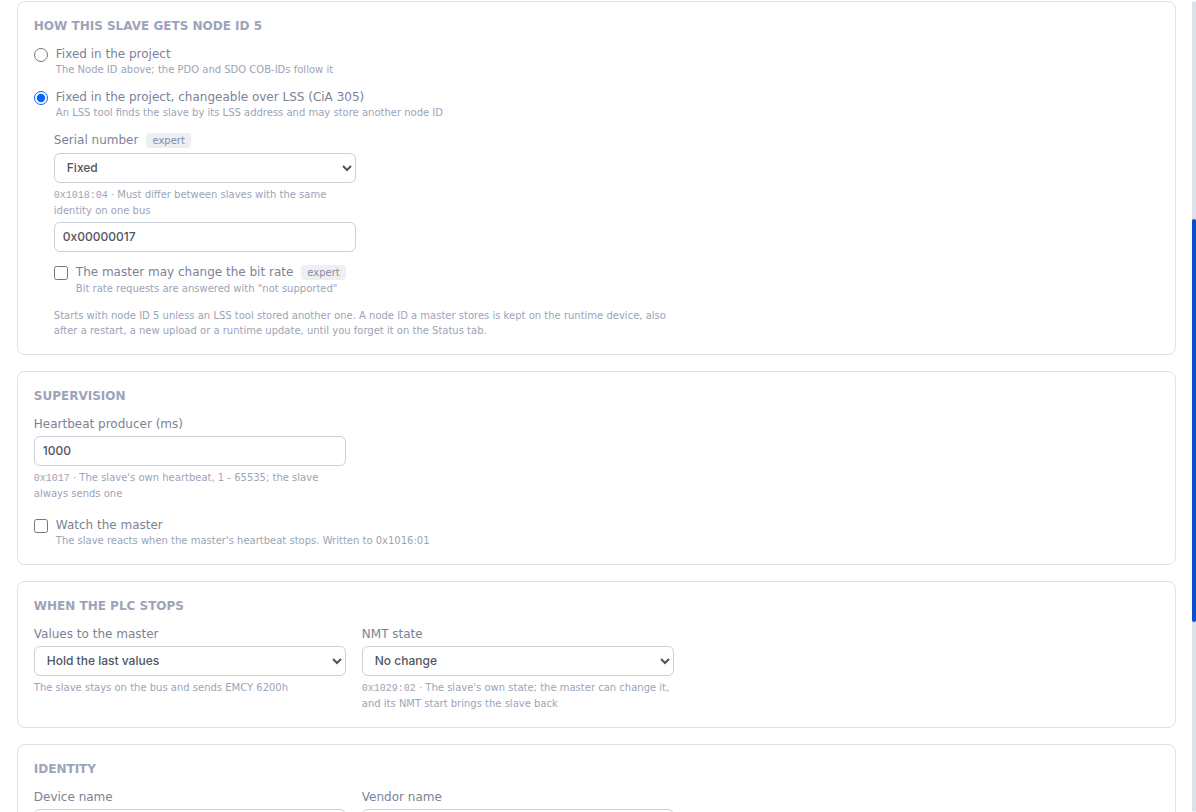 HOW THIS SLAVE GETS NODE ID 5
Fixed in the project
The Node ID above; the PDO and SDO COB-IDs follow it
Fixed in the project, changeable over LSS (CiA 305)
An LSS tool finds the slave by its LSS address and may store another node ID
Serial number expert
Fixed
0x1018:04 · Must differ between slaves with the same
identity on one bus
0x00000017
The master may change the bit rate expert
Bit rate requests are answered with "not supported"
Starts with node ID 5 unless an LSS tool stored another one. A node ID a master stores is kept on the runtime device, also
after a restart, a new upload or a runtime update, until you forget it on the Status tab.
SUPERVISION
Heartbeat producer (ms)
1000
0x1017 · The slave's own heartbeat, 1 - 65535; the slave
always sends one
Watch the master
The slave reacts when the master's heartbeat stops. Written to 0x1016:01
WHEN THE PLC STOPS
Values to the master NMT state
Hold the last values No change
The slave stays on the bus and sends EMCY 6200h 0x1029:02 · The slave's own state; the master can change it,
and its NMT start brings the slave back
IDENTITY
Device name Vendor name